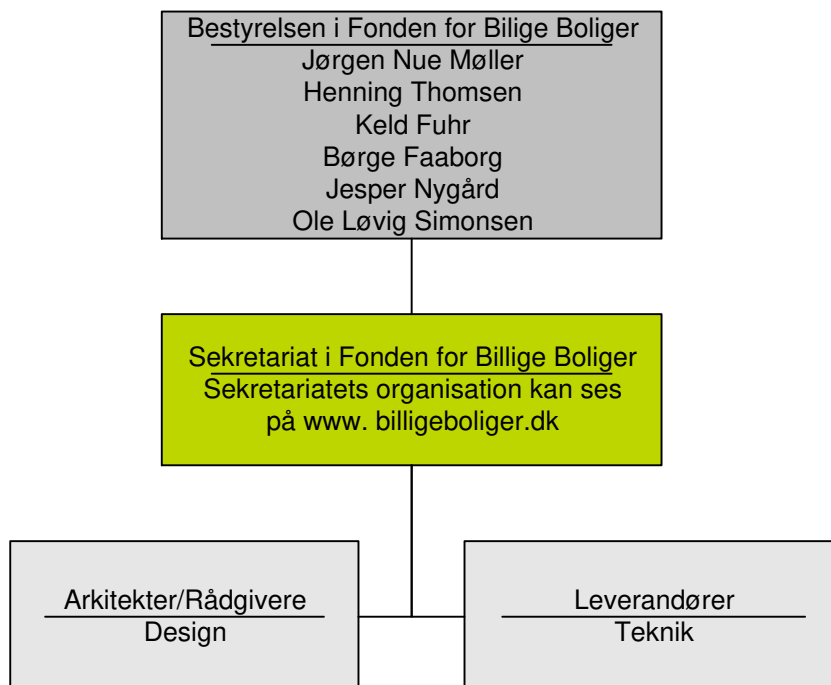 Bestyrelsen i Fonden for Bilige Boliger
Jørgen Nue Møller
Henning Thomsen
Keld Fuhr
Børge Faaborg
Jesper Nygård
Ole Løvig Simonsen
Sekretariat i Fonden for Billige Boliger
Sekretariatets organisation kan ses
på www. billigeboliger.dk
Arkitekter/Rådgivere
Design
Leverandører
Teknik